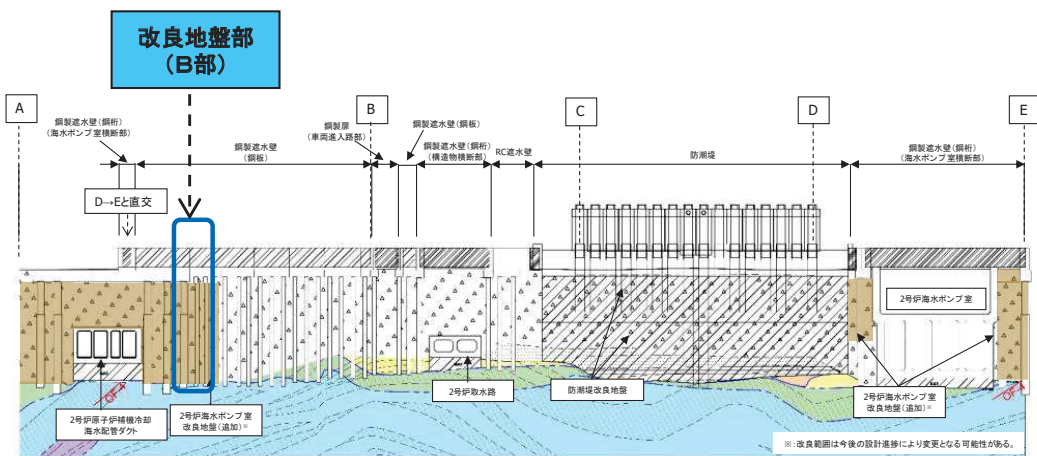 改良地盤部
（B部）
A
B
C
D
E
鋼製遮水壁(鋼桁)
(海水ポンプ室横断部)
鋼製遮水壁
(鋼板)
鋼製扉
(車両進入路部)
鋼製遮水壁(鋼板)
鋼製遮水壁(鋼桁)
(構造物横断部)
RC遮水壁
防潮堤
鋼製遮水壁(鋼桁)
(海水ポンプ室横断部)
D→Eと直交
2号炉海水ポンプ室
2号炉原子炉補機冷却
海水配管ダクト
OF-4
2号炉海水ポンプ室
改良地盤(追加)※
2号炉取水路
防潮堤改良地盤
2号炉海水ポンプ室
改良地盤(追加)※
※:改良範囲は今後の設計進捗により変更となる可能性がある。